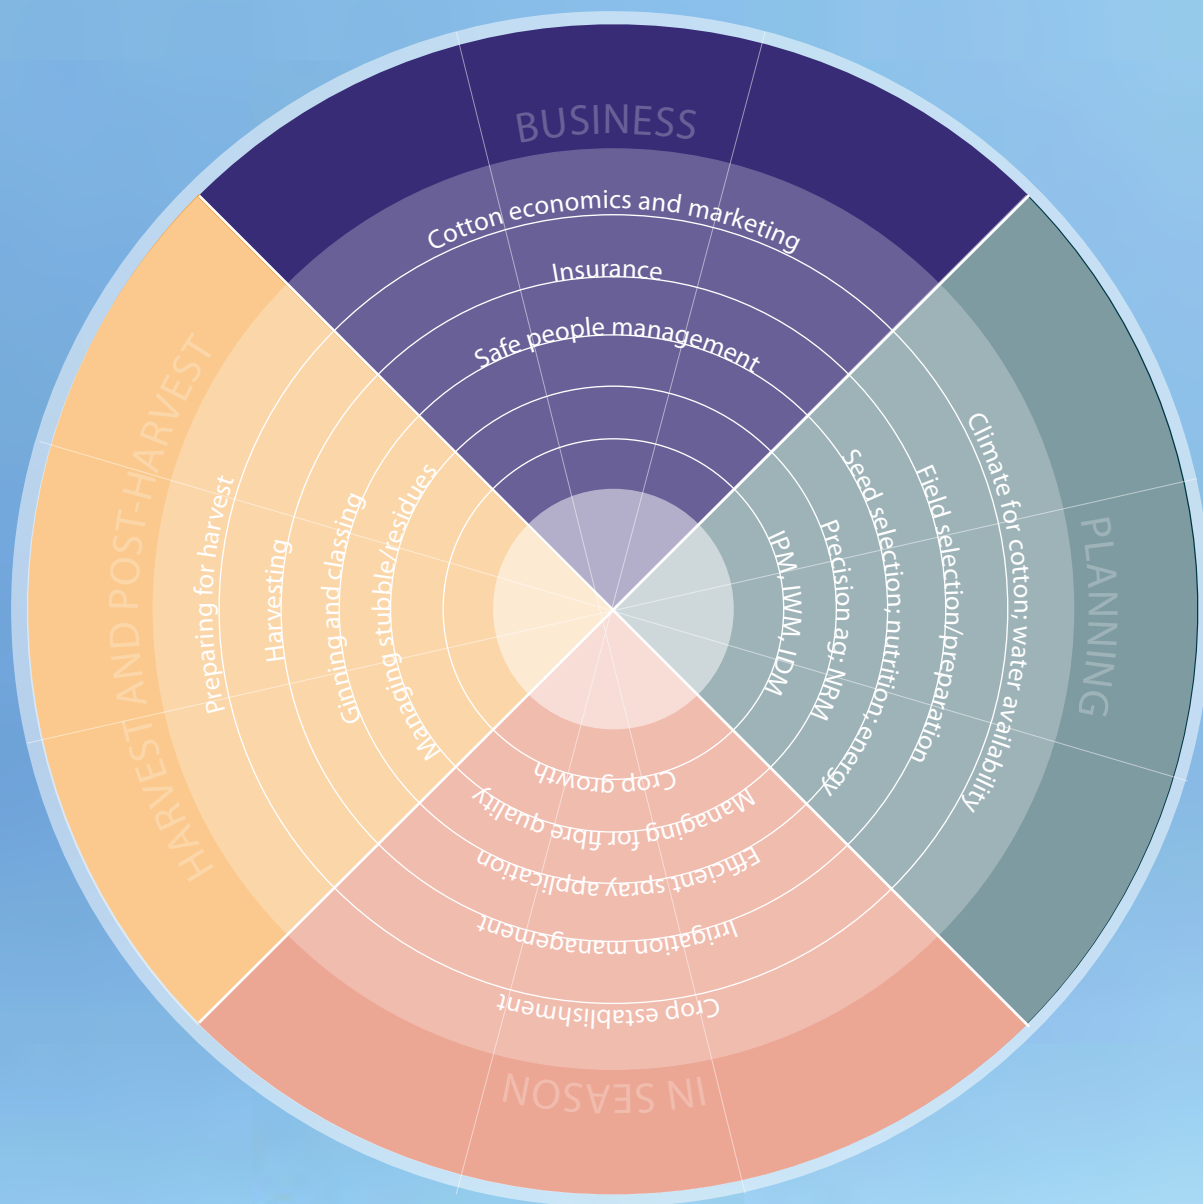 BUSINESS
Cotton economics and marketing
Insurance
Safe people management
PLANNING
Climate for cotton; water availability
Field selection/preparation
Seed selection; nutrition; energy
Precision ag; NRM
IPM, IWM, IDM
IN SEASON
Crop establishment
Irrigation management
Efficient spray application
Managing for fibre quality
Crop growth
HARVEST AND POST-HARVEST
Preparing for harvest
Harvesting
Ginning and classing
Managing stubble/residues